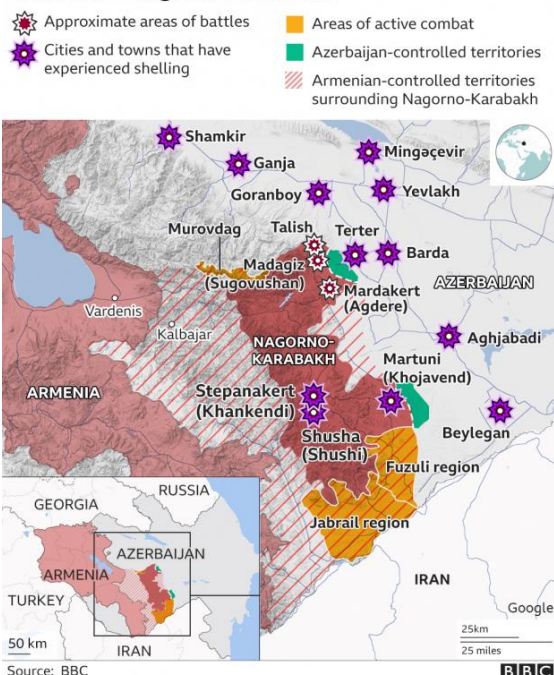 Approximate areas of battles
Cities and towns that have
experienced shelling
Areas of active combat
Azerbaijan-controlled territories
Armenian-controlled territories
surrounding Nagorno-Karabakh
Shamkir
Ganja
Mingəçevir
Goranboy
Yevlakh
Murovdag
Talish
Terter
Madagiz
(Sugovushan)
Barda
Mardakert
(Agdere)
AZERBAIJAN
Vardenis
Kalbajar
NAGORNO-
KARABAKH
Aghjabadi
Martuni
(Khojavend)
ARMENIA
Stepanakert
(Khankendi)
Beylegan
Shusha
(Shushi)
Fuzuli region
Jabrail region
GEORGIA
RUSSIA
AZERBAIJAN
ARMENIA
TURKEY
IRAN
50 km
IRAN
Google
25km
25 miles
Source: BBC
BBC